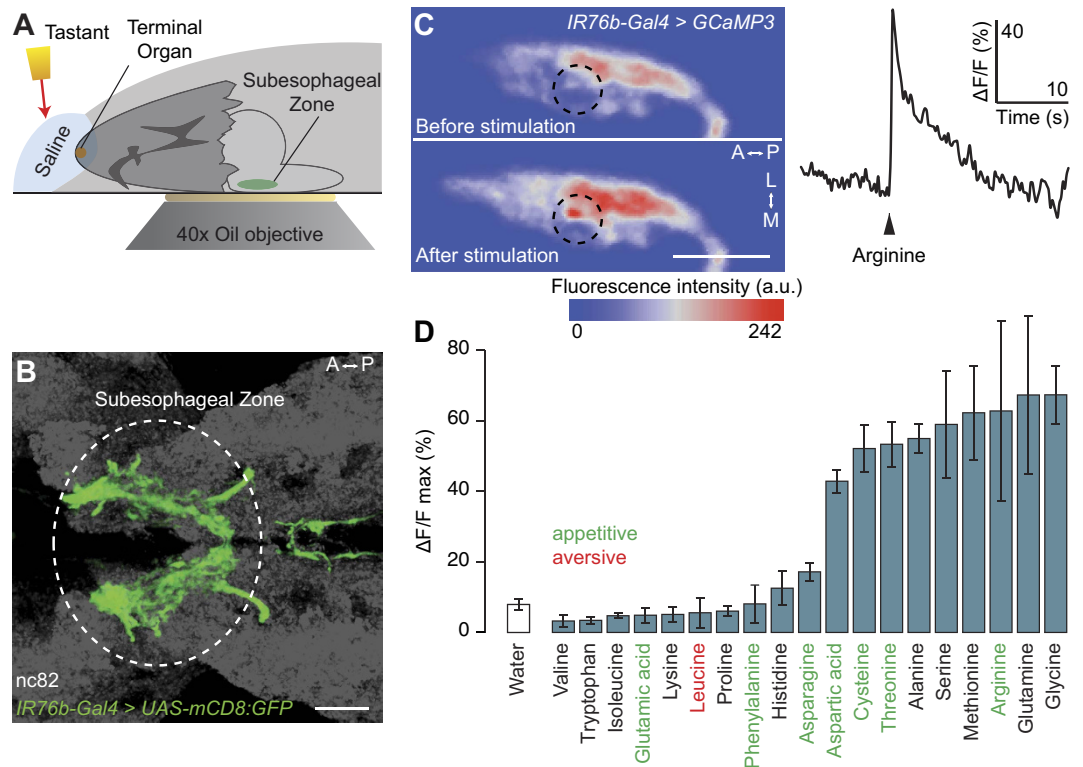 A
Tastant
Terminal
Organ
Subesophageal
Zone
Saline
40x Oil objective
B
A↔P
Subesophageal Zone
nc82
IR76b-Gal4 > UAS-mCD8:GFP
C
IR76b-Gal4 > GCaMP3
Before stimulation
A↔P
L
↕
M
After stimulation
Fluorescence intensity (a.u.)
0
242
ΔF/F (%)
40
10
Time (s)
Arginine
D
ΔF/F max (%)
80
60
40
20
0
appetitive
aversive
Water
Valine
Tryptophan
Isoleucine
Glutamic acid
Lysine
Leucine
Proline
Phenylalanine
Histidine
Asparagine
Aspartic acid
Cysteine
Threonine
Alanine
Serine
Methionine
Arginine
Glutamine
Glycine